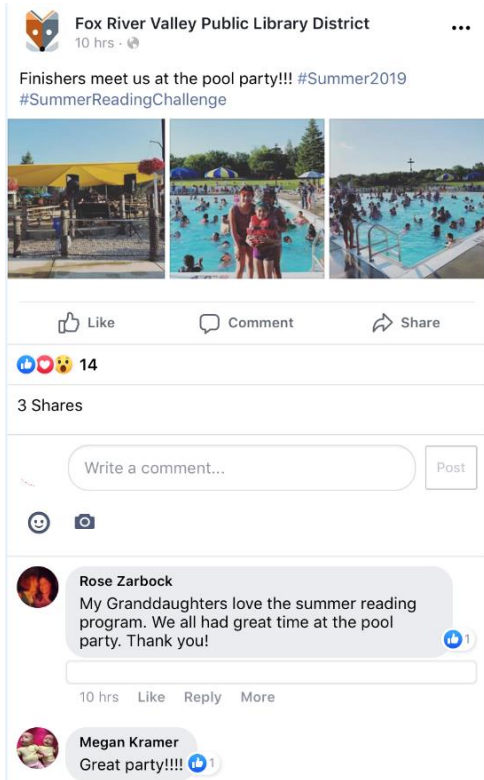 Fox River Valley Public Library District
10 hrs ·
Finishers meet us at the pool party!!! #Summer2019
#SummerReadingChallenge
Like Comment Share
14
3 Shares
Write a comment... Post
Rose Zarbock
My Granddaughters love the summer reading
program. We all had great time at the pool
party. Thank you!
1
10 hrs Like Reply More
Megan Kramer
Great party!!!! 1